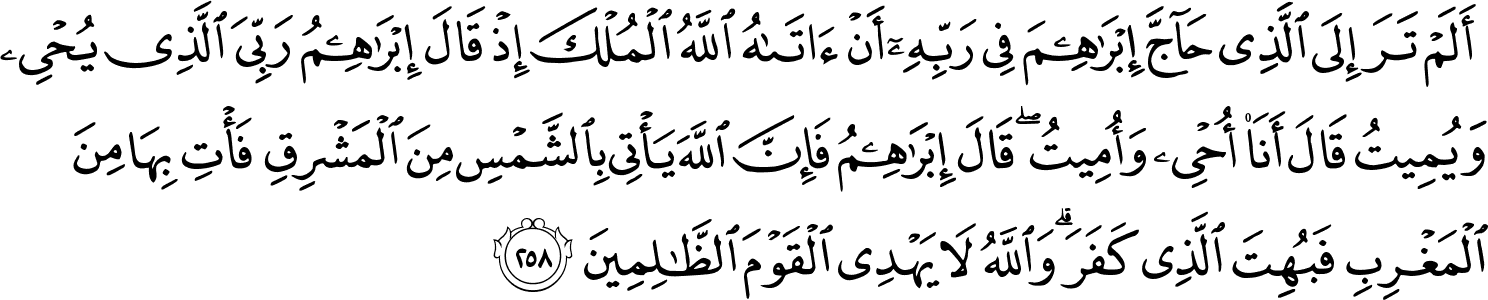 أَلَمْ تَرَ إِلَى ٱلَّذِى حَآجَّ إِبْرَٰهِـۧمَ فِى رَبِّهِۦٓ أَنْ ءَاتَىٰهُ ٱللَّهُ ٱلْمُلْكَ إِذْ قَالَ إِبْرَٰهِـۧمُ رَبِّىَ ٱلَّذِى يُحْىِۦ
وَيُمِيتُ قَالَ أَنَا۠ أُحْىِۦ وَأُمِيتُ ۖ قَالَ إِبْرَٰهِـۧمُ فَإِنَّ ٱللَّهَ يَأْتِى بِٱلشَّمْسِ مِنَ ٱلْمَشْرِقِ فَأْتِ بِهَا مِنَ
ٱلْمَغْرِبِ فَبُهِتَ ٱلَّذِى كَفَرَ ۗ وَٱللَّهُ لَا يَهْدِى ٱلْقَوْمَ ٱلظَّـٰلِمِينَ ٢٥٨